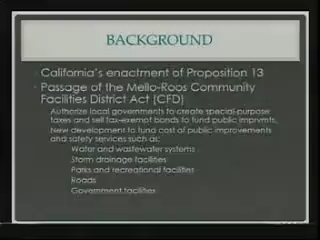 BACKGROUND
California's enactment of Proposition 13
Passage of the Mello-Roos Community
Facilities District Act (CFD)
Authorize local governments to create special-purpose
taxes and sell tax-exempt bonds to fund public imprvmts.
New development to fund cost of public improvements
and safety services such as:
Water and wastewater systems
Storm drainage facilities
Parks and recreational facilities
Roads
Government facilities